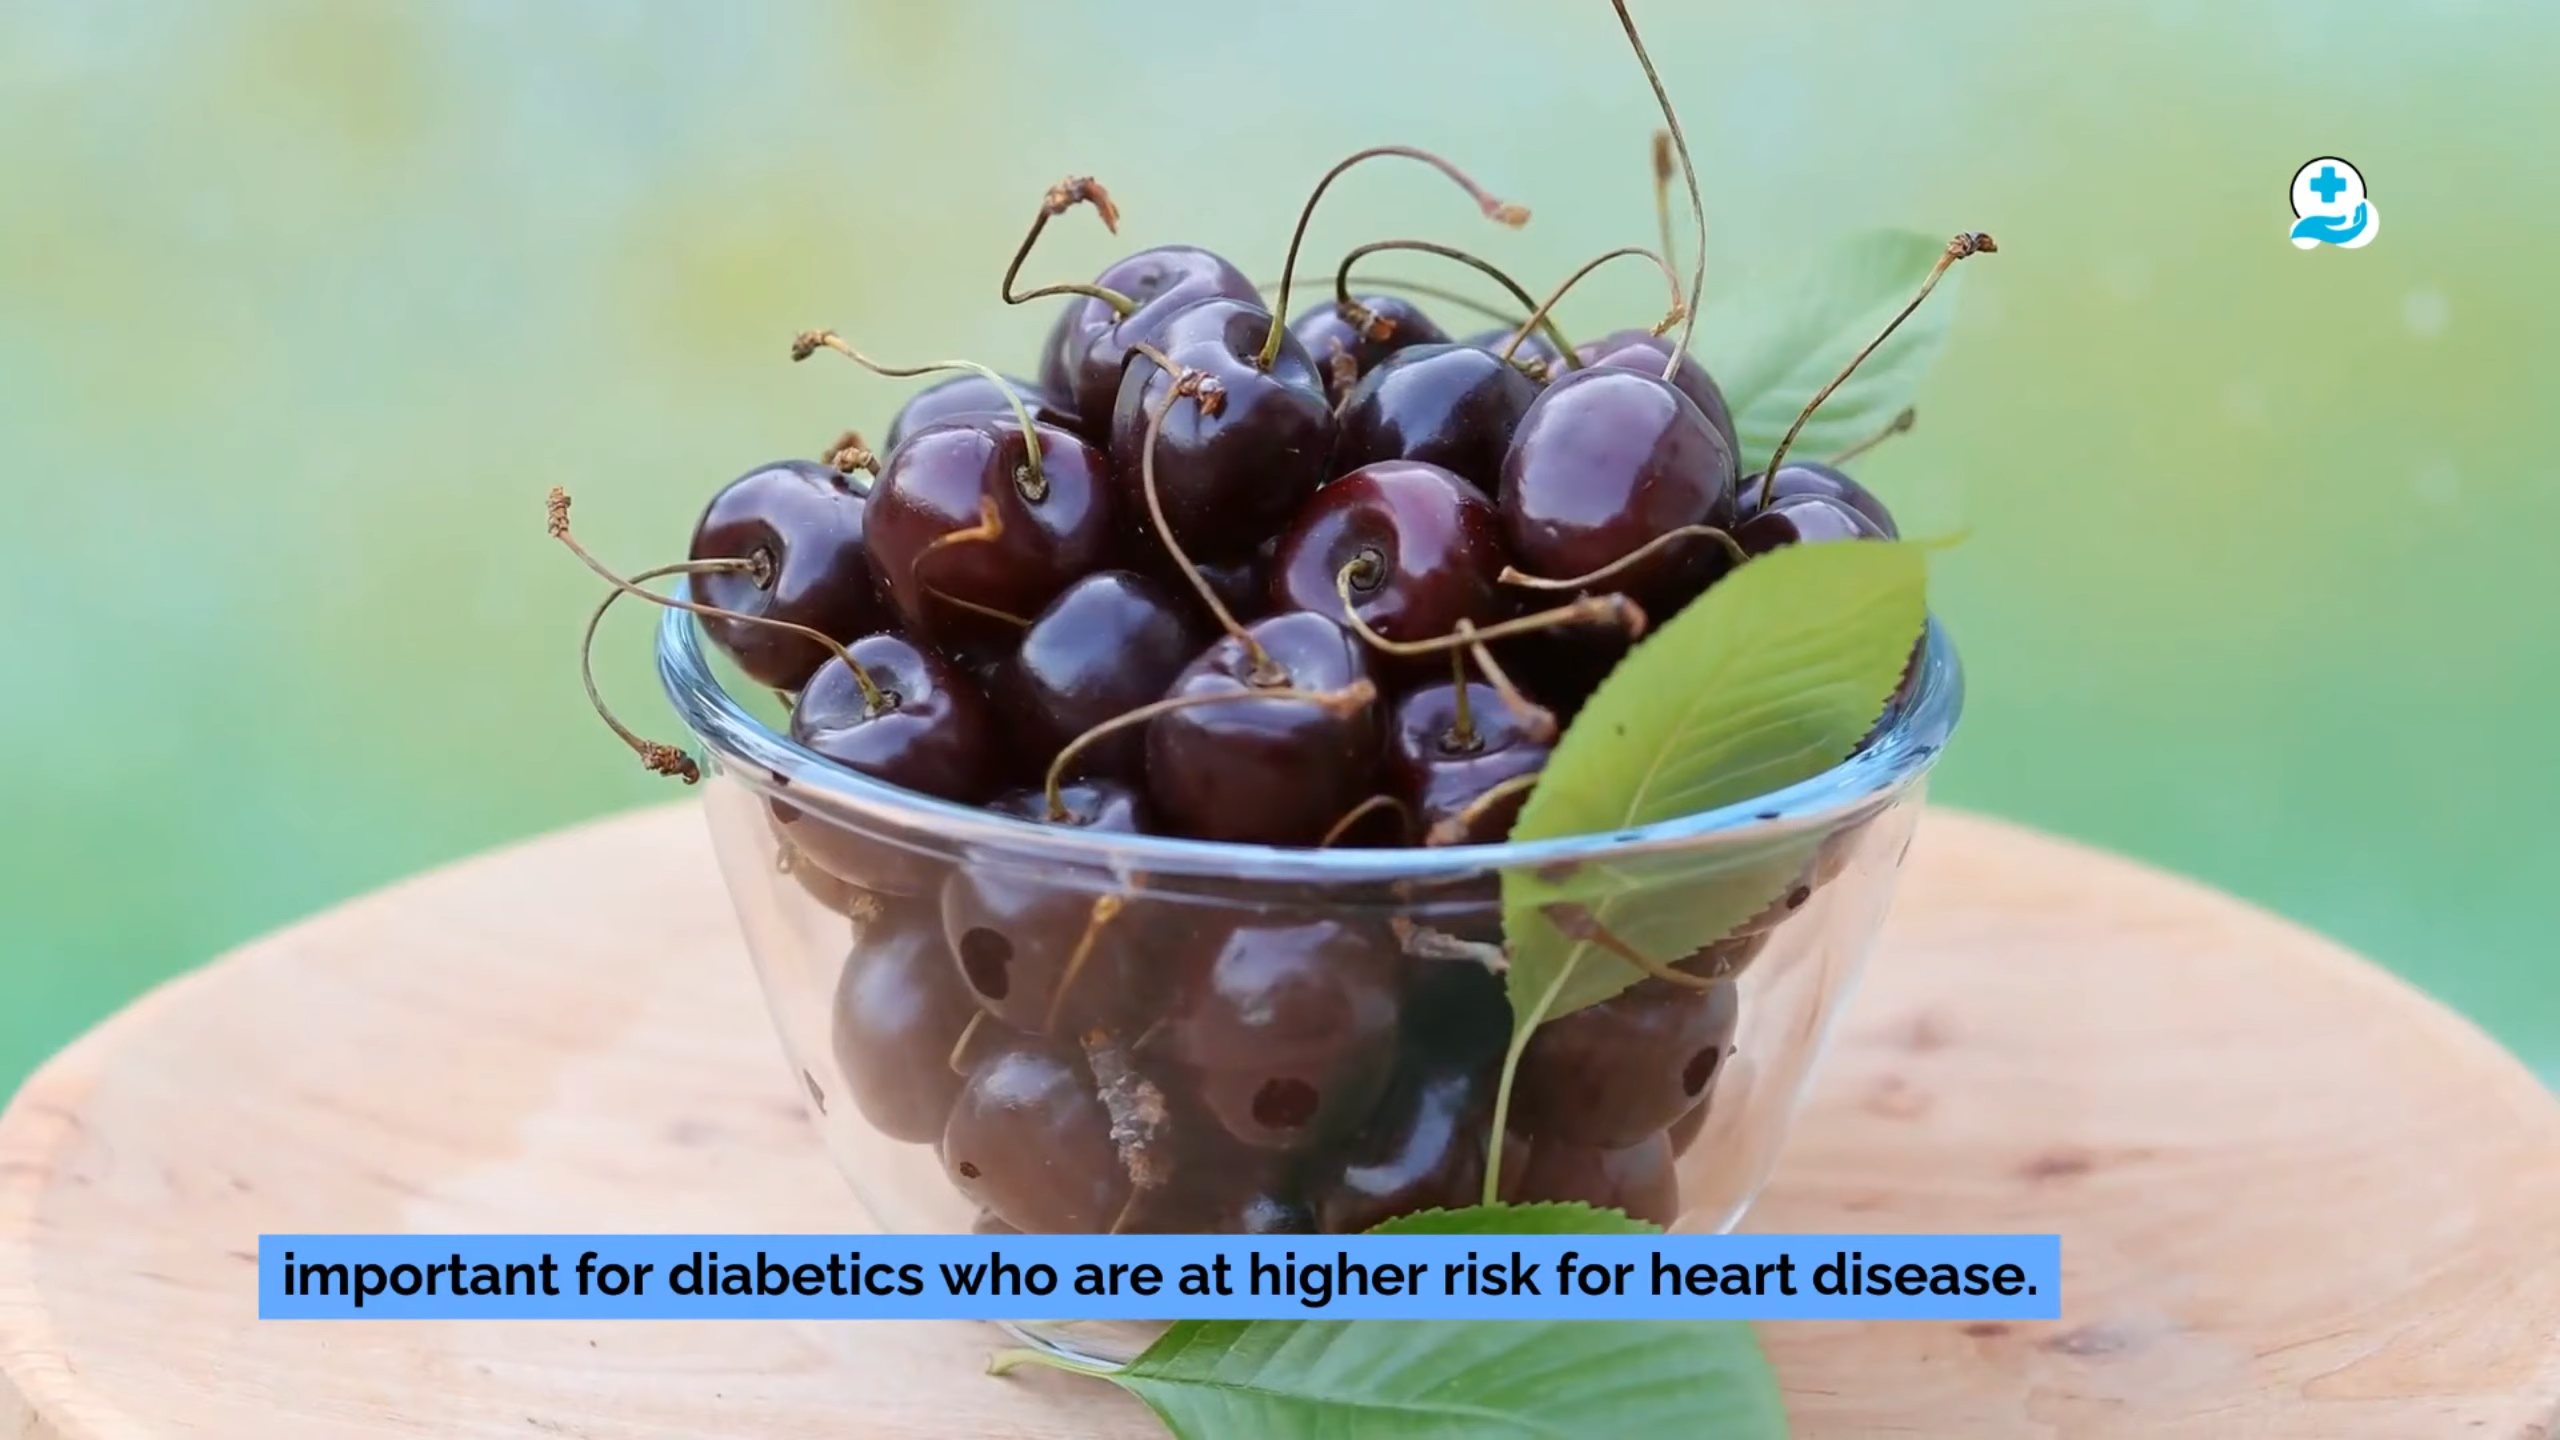 important for diabetics who are at higher risk for heart disease.